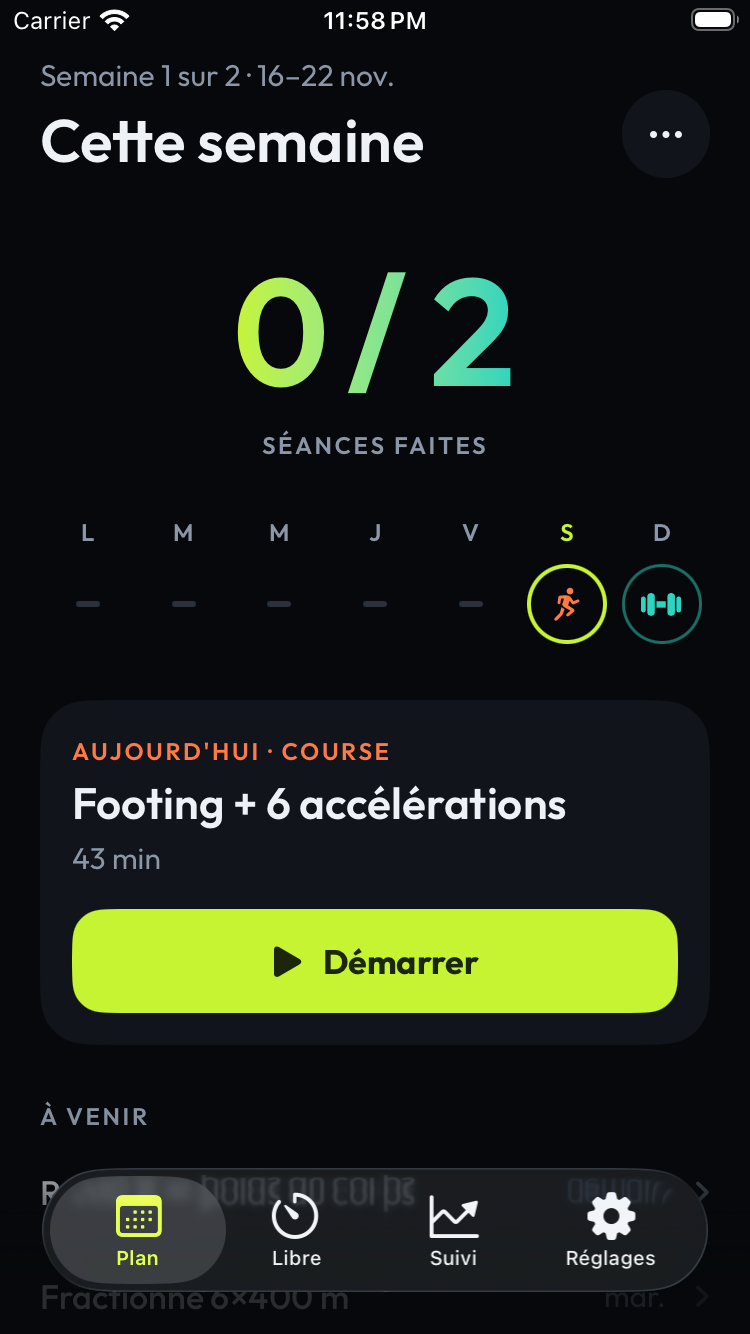 Carrier 11:58 PM
Semaine 1 sur 2 · 16–22 nov.
Cette semaine
0/2
SÉANCES FAITES
L M M J V S D
AUJOURD'HUI · COURSE
Footing + 6 accélérations
43 min
Démarrer
À VENIR
Plan Libre Suivi Réglages
Fractionné 6×400 m mar.